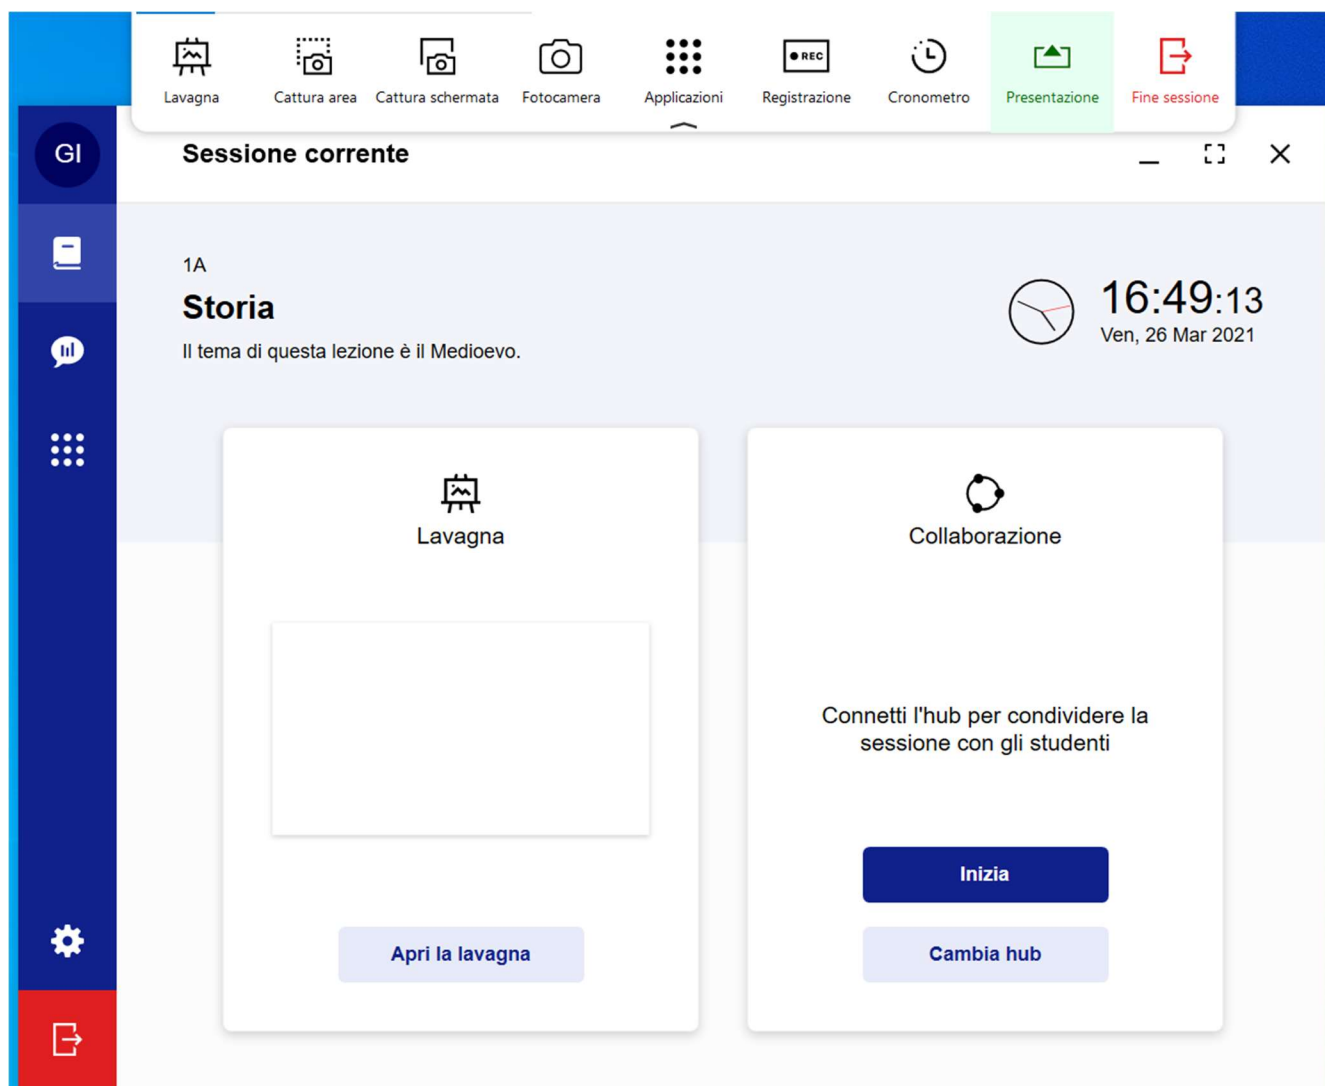 ● REC
Lavagna
Cattura area
Cattura schermata
Fotocamera
Applicazioni
Registrazione
Cronometro
Presentazione
Fine sessione
GI
Sessione corrente
1A
Storia
Il tema di questa lezione è il Medioevo.
16:49:13
Ven, 26 Mar 2021
Lavagna
Apri la lavagna
Collaborazione
Connetti l'hub per condividere la
sessione con gli studenti
Inizia
Cambia hub